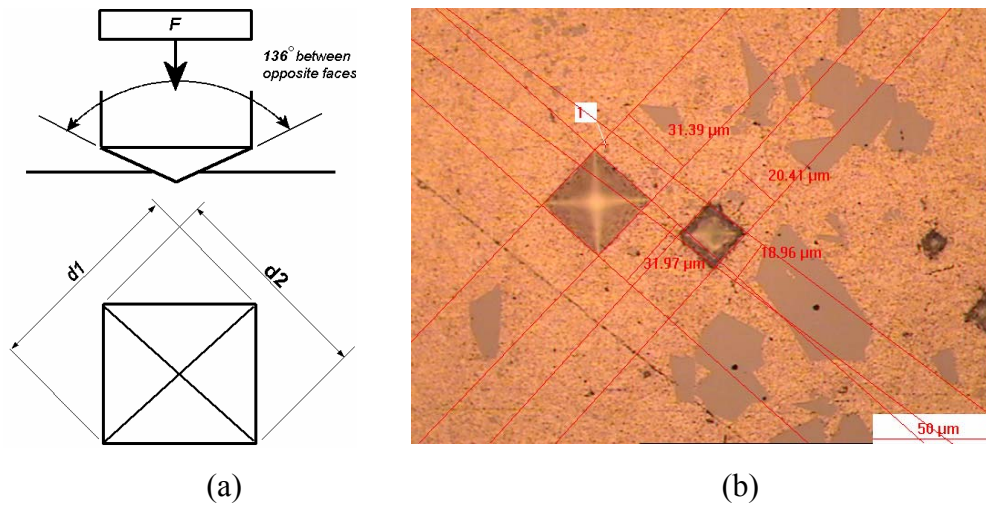 F
136° between
opposite faces
d1
d2
1
31.39 µm
20.41 µm
31.97 µm
18.96 µm
50 µm
(a)
(b)